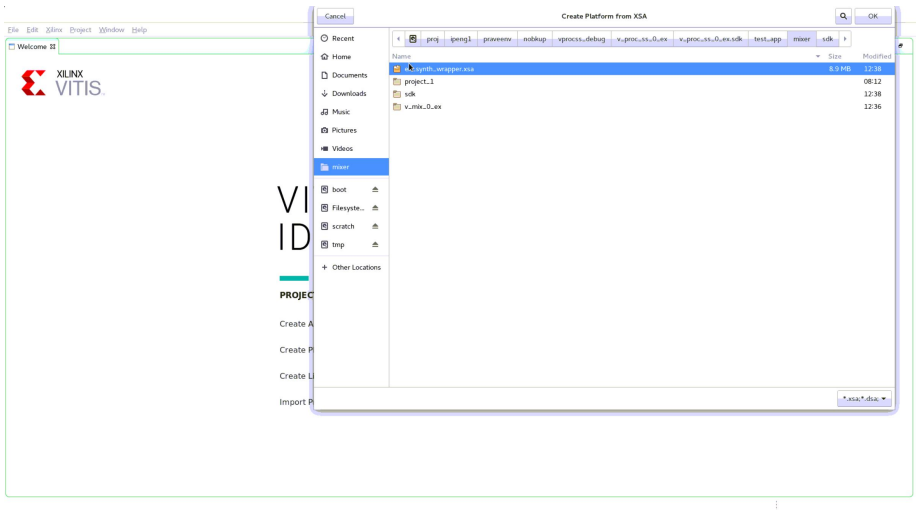 Cancel
Create Platform from XSA
OK
File Edit Xilinx Project Window Help
Welcome
Recent
proj ipeng1 praveenv nobkup vprocss_debug v_proc_ss_0_ex v_proc_ss_0_ex.sdk test_app mixer sdk
Home
Name Size Modified
synth_wrapper.xsa 8.9 MB 12:38
XILINX
VITIS
Documents
project_1 08:12
Downloads
sdk 12:38
Music
v_mix_0_ex 12:36
Pictures
Videos
mixer
boot
Filesyste...
scratch
tmp
Other Locations
VI
ID
PROJEC
Create A
Create P
Create Li
Import P
*.xsa;*.dsa;